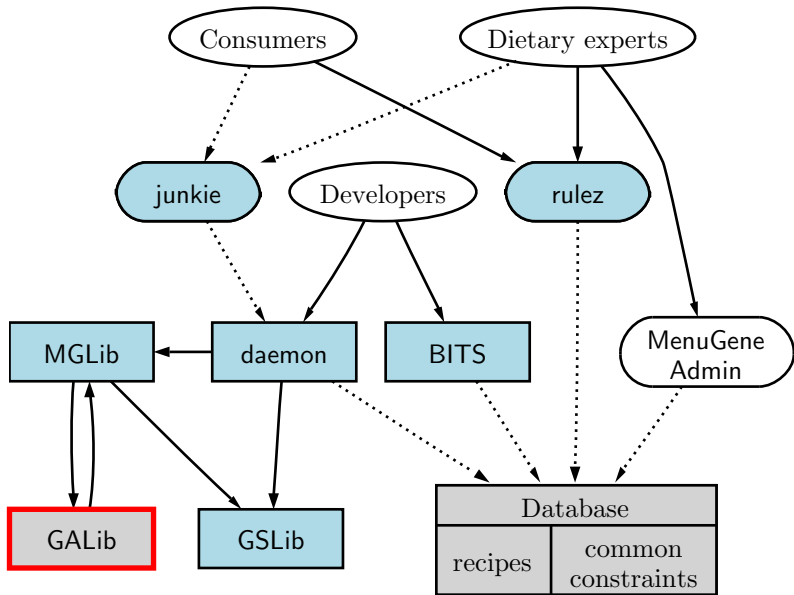 Consumers
Dietary experts
junkie
Developers
rulez
MGLib
daemon
BITS
MenuGene
Admin
GALib
GSLib
Database
recipes
common
constraints